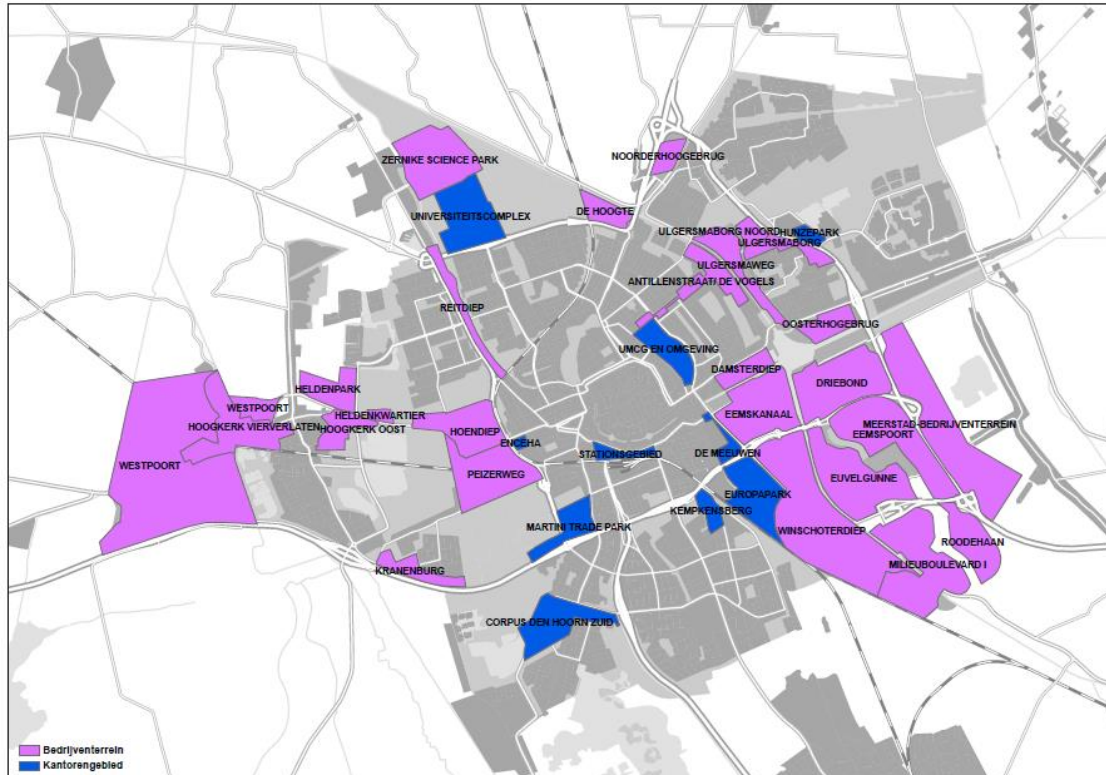 ZERNIKE SCIENCE PARK
NOORDERHOOGEBRUG
UNIVERSITEITSCOMPLEX
DE HOOGTE
ULGERSMABORG NOORD
HUNZEPARK
ULGERSMABORG
ULGERSMAWEG
ANTILLENSTRAAT/ DE VOGELS
REITDIEP
OOSTERHOGEBRUG
UMCG EN OMGEVING
DAMSTERDIEP
DRIEBOND
HELDENPARK
WESTPOORT
HELDENKWARTIER
HOOGKERK VIERVERLATEN
HOOGKERK OOST
HOENDIEP
EEMSKANAAL
MEERSTAD-BEDRIJVENTERREIN
EEMSPOORT
ENCEHA
STATIONSGEBIED
DE MEEUWEN
WESTPOORT
PEIZERWEG
EUVELGUNNE
EUROPAPARK
KEMPKENSBERG
MARTINI TRADE PARK
WINSCHOTERDIEP
ROODEHAAN
MILIEUBOULEVARD I
KRANENBURG
CORPUS DEN HOORN ZUID
Bedrijventerrein
Kantorengebied